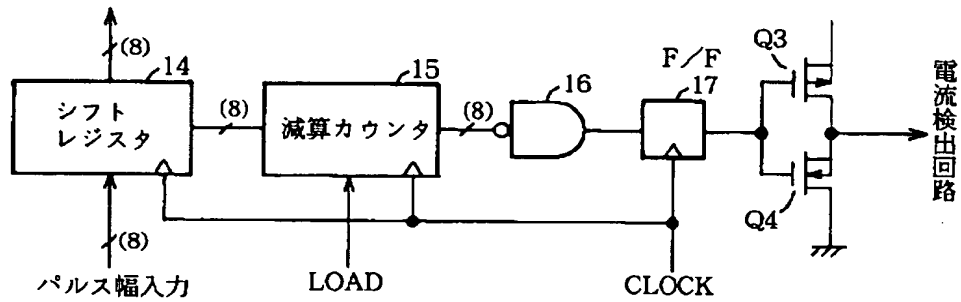 (8)
14
シフト
レジスタ
(8)
15
減算カウンタ
(8)
16
F/F
17
Q3
Q4
電流検出回路
(8)
パルス幅入力
LOAD
CLOCK